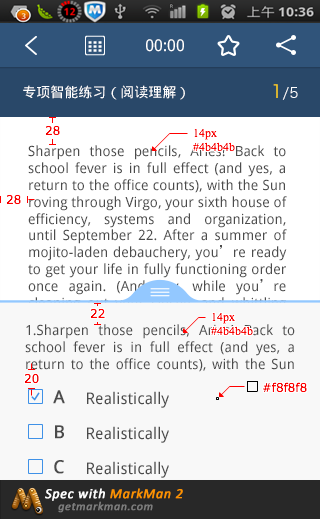 3
12
上午 10:36
00:00
专项智能练习（阅读理解）
1/5
28
14px
#4b4b4b
Sharpen those pencils, Aries! Back to
school fever is in full effect (and yes, a
return to the office counts), with the Sun
28
roving through Virgo, your sixth house of
efficiency, systems and organization,
until September 22. After a summer of
mojito-laden debauchery, you're ready
to get your life in fully functioning order
once again. (And while you're
22
14px
#4b4b4b
1.Sharpen those pencils, Back to
school fever is in full effect (and yes, a
return to the office counts), with the Sun
20
#f8f8f8
A Realistically
B Realistically
C Realistically
Spec with MarkMan 2
getmarkman.com